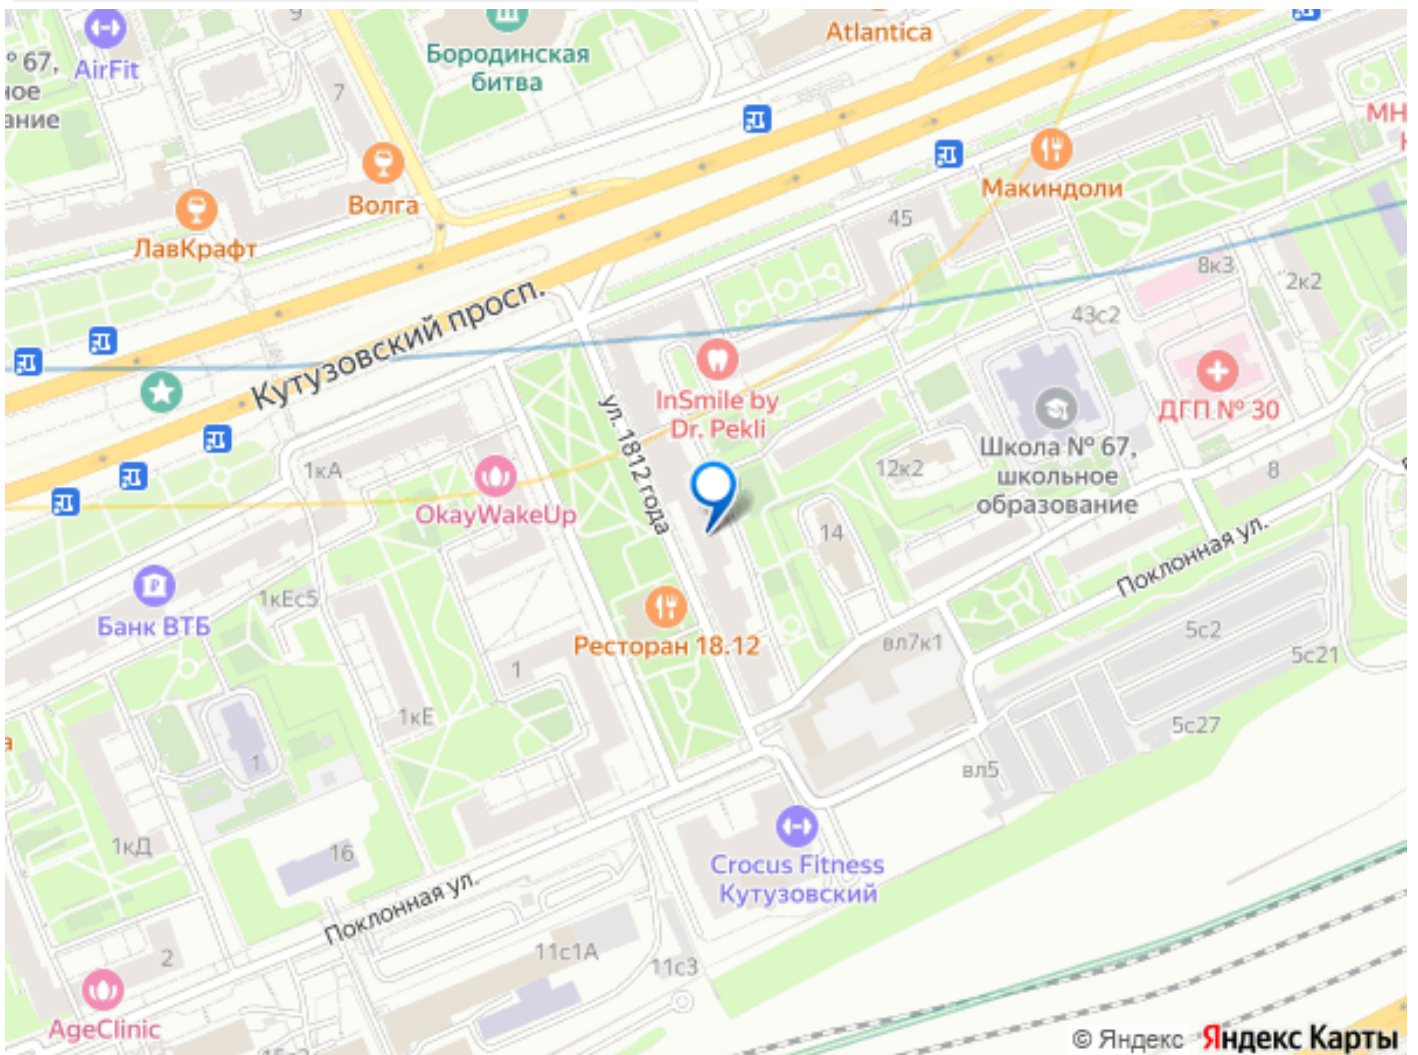 9
Atlantica
AirFit
° 67,
ное
ание
Бородинская
битва
7
МН
Волга
Макиндоли
ЛавКрафт
45
8к3
2к2
43с2
Кутузовский просп.
InSmile by
Dr. Pekli
ДГП № 30
ул. 1812 года
Школа № 67,
школьное
образование
1кА
12к2
8
OkayWakeUp
14
Поклонная ул.
1кЕс5
Банк ВТБ
Ресторан 18.12
вл7к1
5с2
5с21
1
1кЕ
5с27
а
1
вл5
1кД
16
Crocus Fitness
Кутузовский
Поклонная ул.
2
11с1А
11с3
AgeClinic
© Яндекс Яндекс Карты